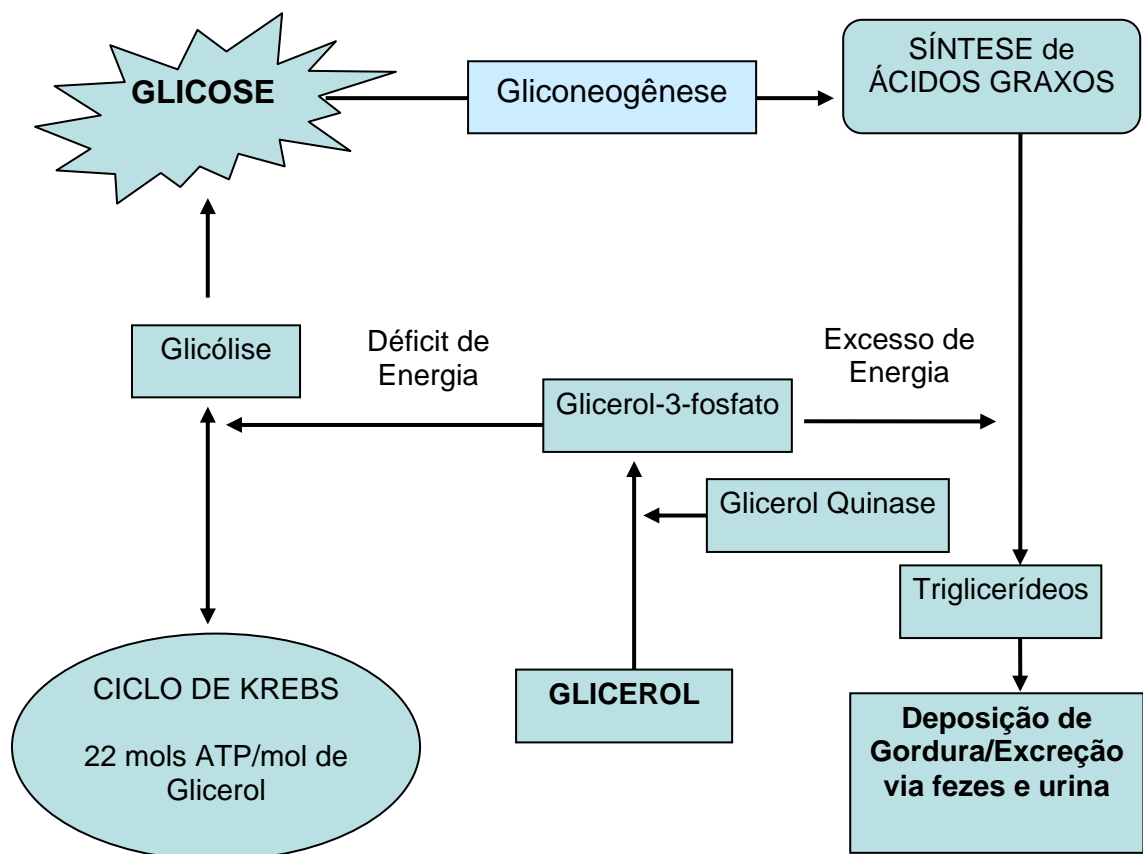 GLICOSE
Gliconeogênese
SÍNTESE de
ÁCIDOS GRAXOS
Glicólise
Déficit de
Energia
Excesso de
Energia
Glicerol-3-fosfato
Glicerol Quinase
Triglicerídeos
CICLO DE KREBS
22 mols ATP/mol de
Glicerol
GLICEROL
Deposição de
Gordura/Excreção
via fezes e urina